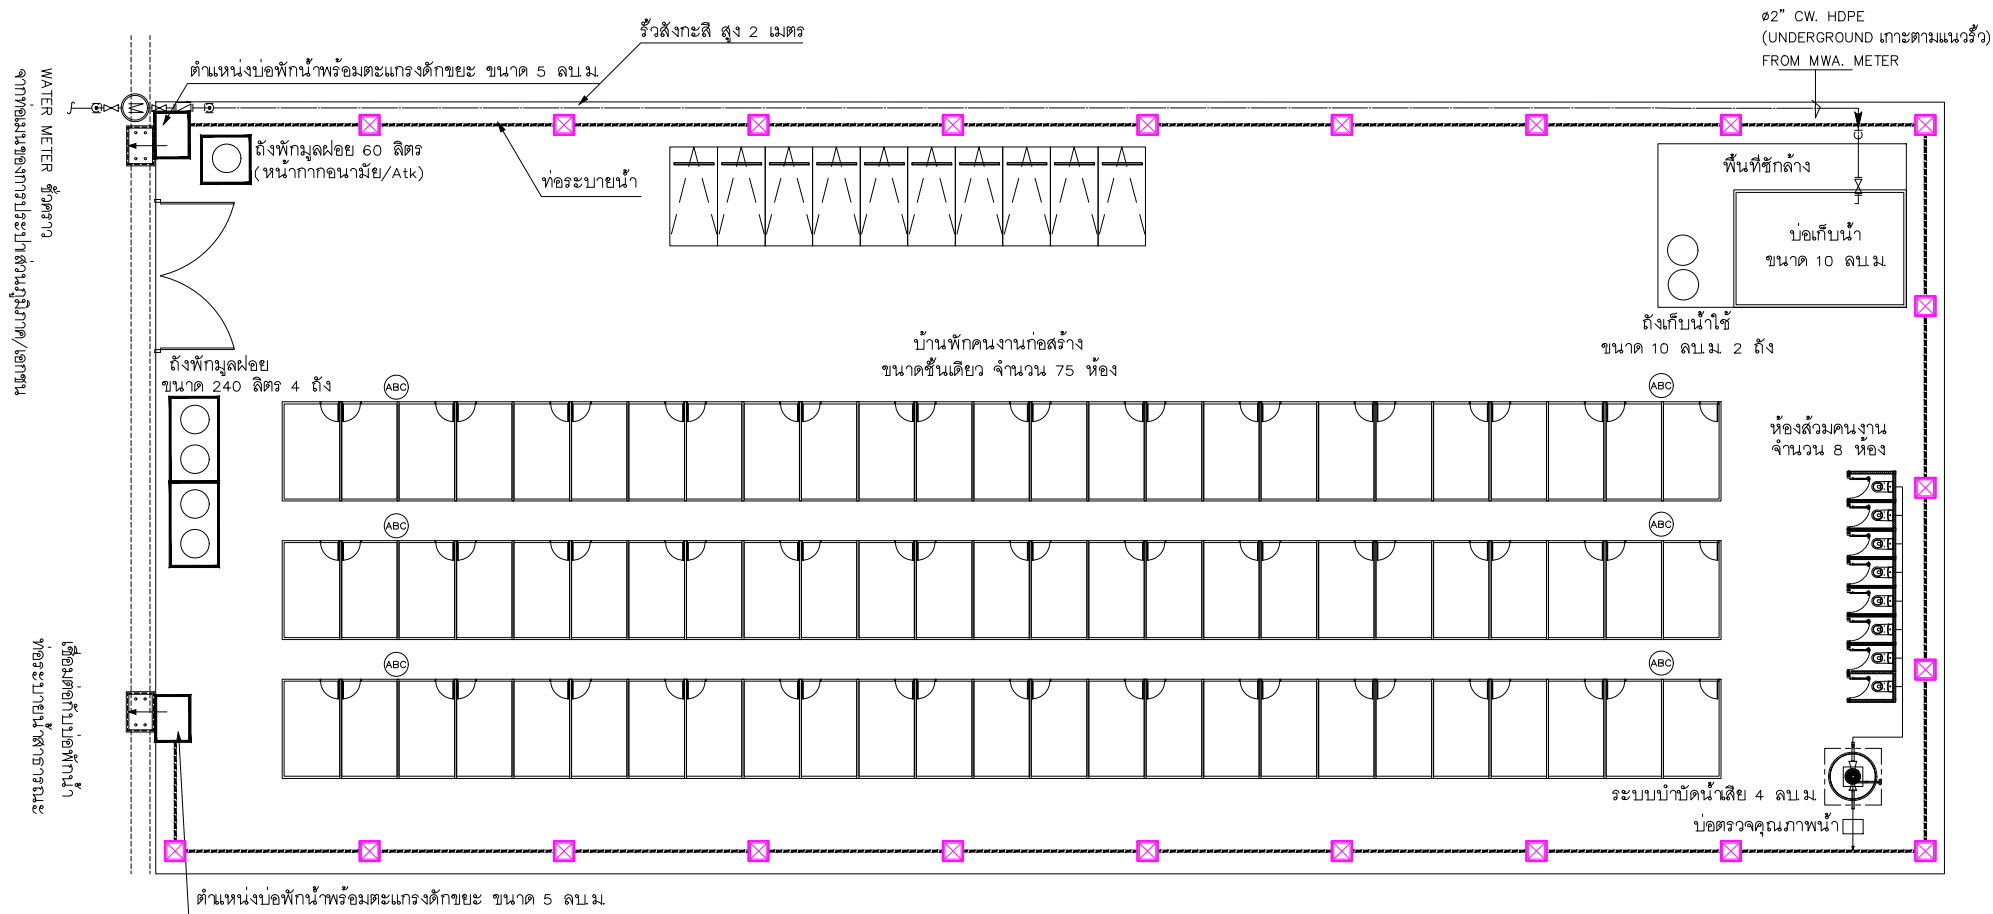 ø2" CW. HDPE
(UNDERGROUND เกาะตามแนวรั้ว)
FROM MWA. METER
รั้วสังกะสี สูง 2 เมตร
ตำแหน่งบ่อพักน้ำพร้อมตะแกรงดักขยะ ขนาด 5 ลบ.ม.
WATER METER ชั่วคราว
จากท่อเมนของการประปาส่วนภูมิภาค/เอกชน
M
ถังพักมูลฝอย 60 ลิตร
(หน้ากากอนามัย/Atk)
ท่อระบายน้ำ
พื้นที่ซักล้าง
บ่อเก็บน้ำ
ขนาด 10 ลบ.ม.
ถังเก็บน้ำใช้
ขนาด 10 ลบ.ม. 2 ถัง
บ้านพักคนงานก่อสร้าง
ขนาดชั้นเดียว จำนวน 75 ห้อง
ถังพักมูลฝอย
ขนาด 240 ลิตร 4 ถัง
ABC
ABC
ห้องส้วมคนงาน
จำนวน 8 ห้อง
ABC
ABC
ABC
ABC
เชื่อมต่อกับบ่อพักน้ำ
ท่อระบายน้ำสาธารณะ
ระบบบำบัดน้ำเสีย 4 ลบ.ม.
บ่อตรวจคุณภาพน้ำ
ตำแหน่งบ่อพักน้ำพร้อมตะแกรงดักขยะ ขนาด 5 ลบ.ม.